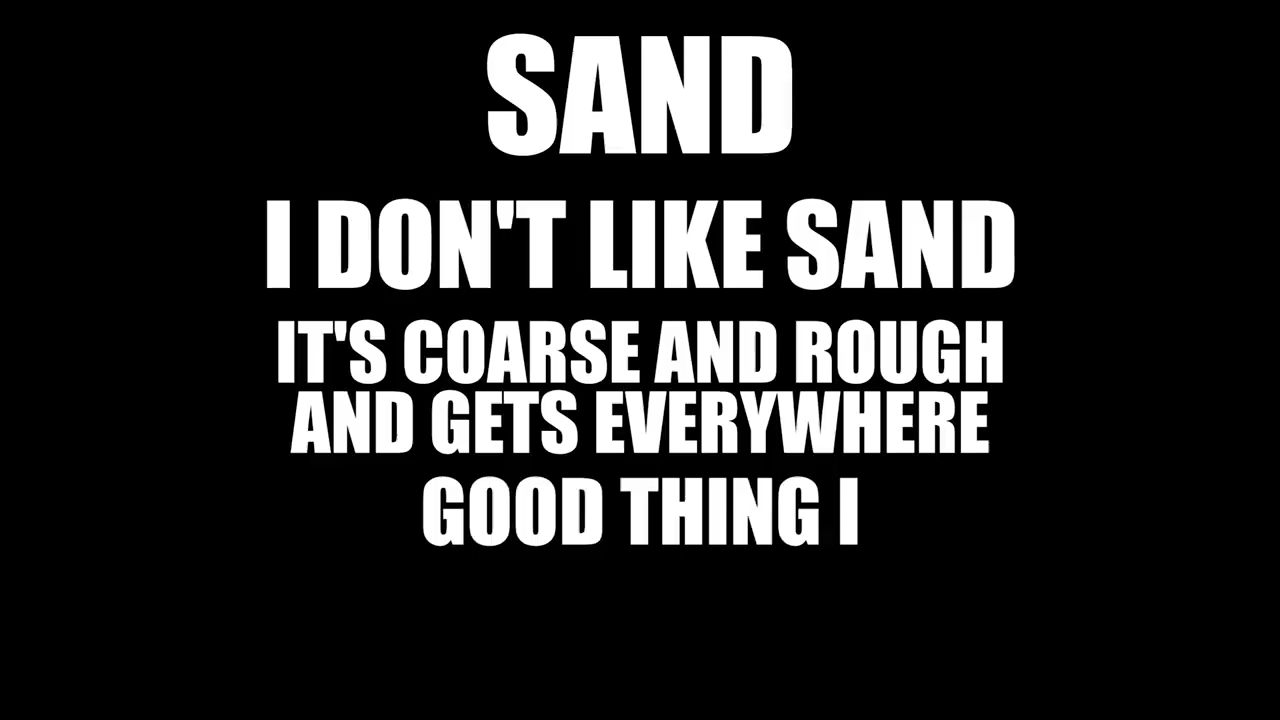 SAND
I DON'T LIKE SAND
IT'S COARSE AND ROUGH
AND GETS EVERYWHERE
GOOD THING I